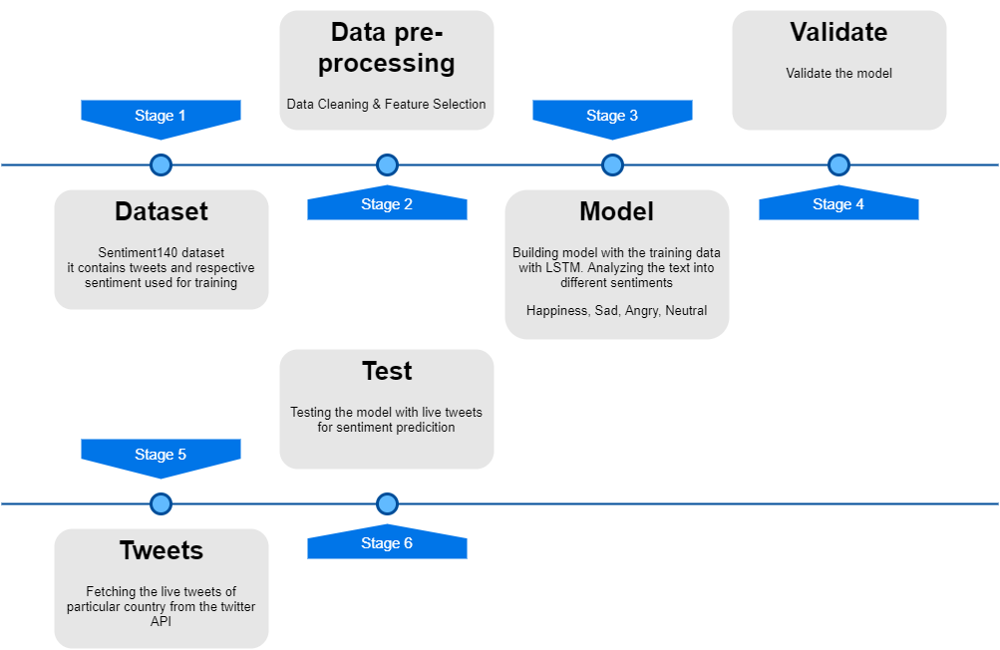 Data pre-
processing
Data Cleaning & Feature Selection
Validate
Validate the model
Stage 1
Stage 3
Dataset
Sentiment140 dataset
it contains tweets and respective
sentiment used for training
Stage 2
Model
Building model with the training data
with LSTM. Analyzing the text into
different sentiments
Happiness, Sad, Angry, Neutral
Stage 4
Test
Testing the model with live tweets
for sentiment predicition
Stage 5
Tweets
Fetching the live tweets of
particular country from the twitter
API
Stage 6